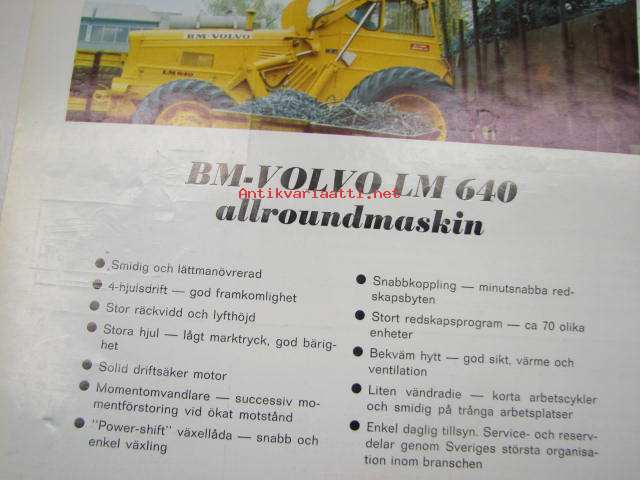 BM-VOLVO
LM 640
BM-VOLVO LM 640
Antikvariaatti.net
allroundmaskin
● Smidig och lättmanövrerad
● 4-hjulsdrift — god framkomlighet
● Stor räckvidd och lyfthöjd
● Stora hjul — lågt marktryck, god bärig-
het
● Solid driftsäker motor
● Momentomvandlare — successiv mo-
mentförstoring vid ökat motstånd
● "Power-shift" växellåda — snabb och
enkel växling
● Snabbkoppling — minutsnabba red-
skapsbyten
● Stort redskapsprogram — ca 70 olika
enheter
● Bekväm hytt — god sikt, värme och
ventilation
● Liten vändradie — korta arbetscykler
och smidig på trånga arbetsplatser
● Enkel daglig tillsyn. Service- och reserv-
delar genom Sveriges största organisa-
tion inom branschen